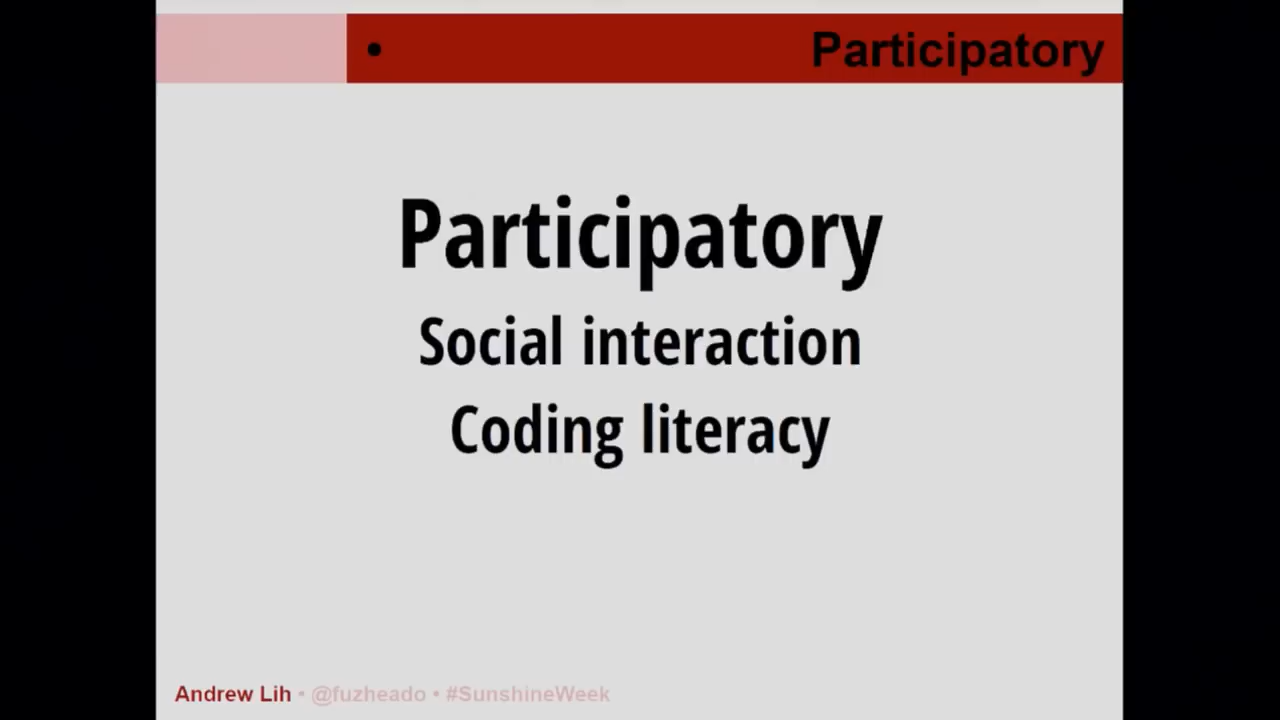 • Participatory
Participatory
Social interaction
Coding literacy
Andrew Lih • @fuzheado • #SunshineWeek